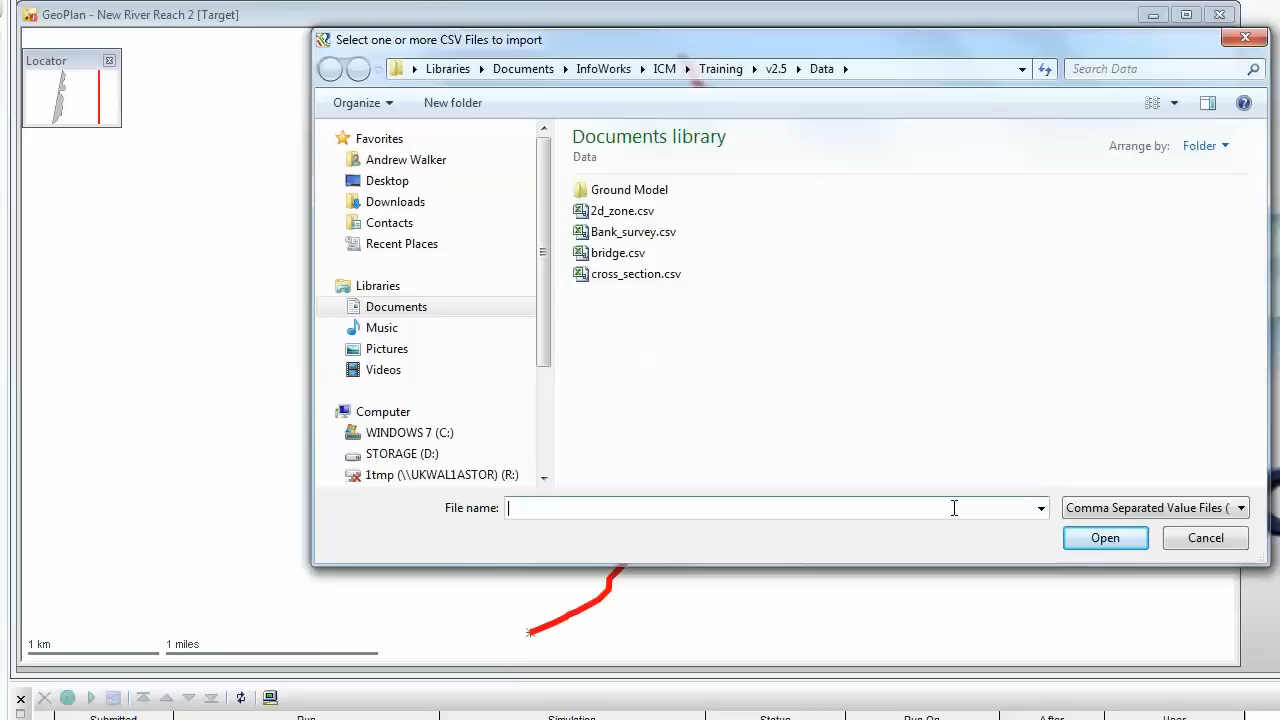 GeoPlan - New River Reach 2 [Target]
Locator
1 km
1 miles
Select one or more CSV Files to import
Libraries
Documents
InfoWorks
ICM
Training
v2.5
Data
Search Data
Organize
New folder
Favorites
Andrew Walker
Desktop
Downloads
Contacts
Recent Places
Libraries
Documents
Music
Pictures
Videos
Computer
WINDOWS 7 (C:)
STORAGE (D:)
1tmp (\\UKWAL1ASTOR) (R:)
Documents library
Data
Arrange by: Folder
Ground Model
2d_zone.csv
Bank_survey.csv
bridge.csv
cross_section.csv
File name:
Comma Separated Value Files (
Open
Cancel
Submitted
Run
Simulation
Status
Run On
After
User